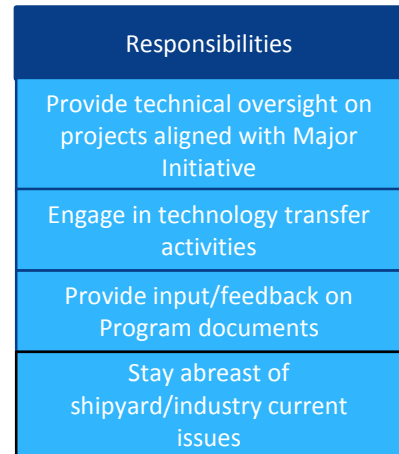 Responsibilities
Provide technical oversight on
projects aligned with Major
Initiative
Engage in technology transfer
activities
Provide input/feedback on
Program documents
Stay abreast of
shipyard/industry current
issues